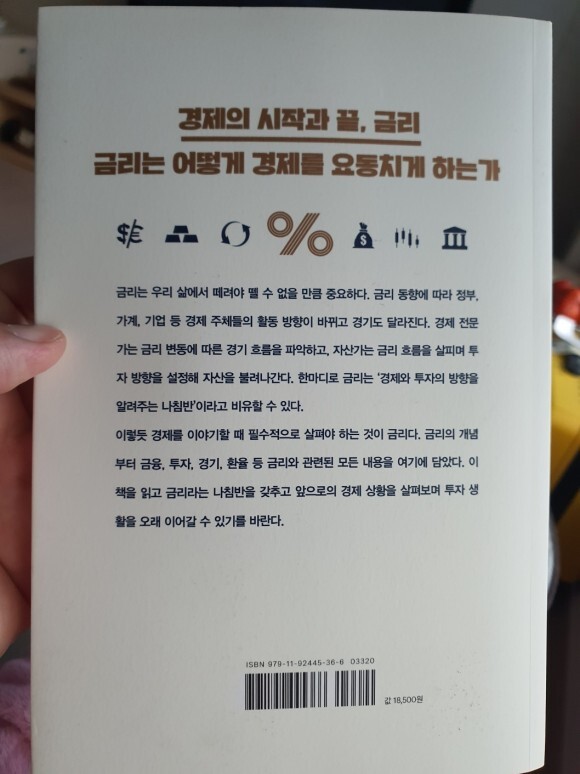 경제의 시작과 끝, 금리
금리는 어떻게 경제를 요동치게 하는가
$/€
%
$
금리는 우리 삶에서 떼려야 뗄 수 없을 만큼 중요하다. 금리 동향에 따라 정부,
가계, 기업 등 경제 주체들의 활동 방향이 바뀌고 경기도 달라진다. 경제 전문
가는 금리 변동에 따른 경기 흐름을 파악하고, 자산가는 금리 흐름을 살피며 투
자 방향을 설정해 자산을 불려나간다. 한마디로 금리는 '경제와 투자의 방향을
알려주는 나침반'이라고 비유할 수 있다.
이렇듯 경제를 이야기할 때 필수적으로 살펴야 하는 것이 금리다. 금리의 개념
부터 금융, 투자, 경기, 환율 등 금리와 관련된 모든 내용을 여기에 담았다. 이
책을 읽고 금리라는 나침반을 갖추고 앞으로의 경제 상황을 살펴보며 투자 생
활을 오래 이어갈 수 있기를 바란다.
ISBN 979-11-92445-36-6 03320
값 18,500원